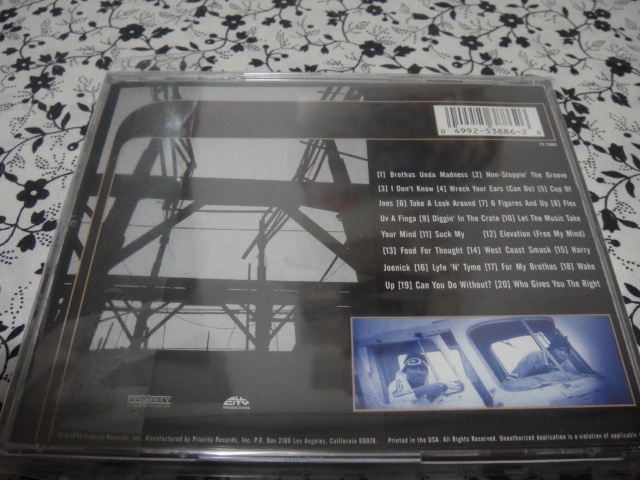 0 4992-53886-2 6
[1] Brothas Unda Madness [2] Non-Stoppin' The Groove
[3] I Don't Know [4] Wreck Your Ears (Can Do) [5] Cup Of
Joes [6] Take A Look Around [7] 6 Figures And Up [8] Flex
Uv A Finga [9] Diggin' In The Crate [10] Let The Music Take
Your Mind [11] Suck My [12] Elevation (Free My Mind)
[13] Food For Thought [14] West Coast Smack [15] Harry
Joenick [16] Lyfe 'N' Tyme [17] For My Brothas [18] Wake
Up [19] Can You Do Without? [20] Who Gives You The Right
PRIORITY
ALL CITY
PRODUCTIONS
Priority Records, Inc. Manufactured by Priority Records, Inc. P.O. Box 2186 Los Angeles, California 90078. Printed in the USA. All Rights Reserved. Unauthorized duplication is a violation of applicable